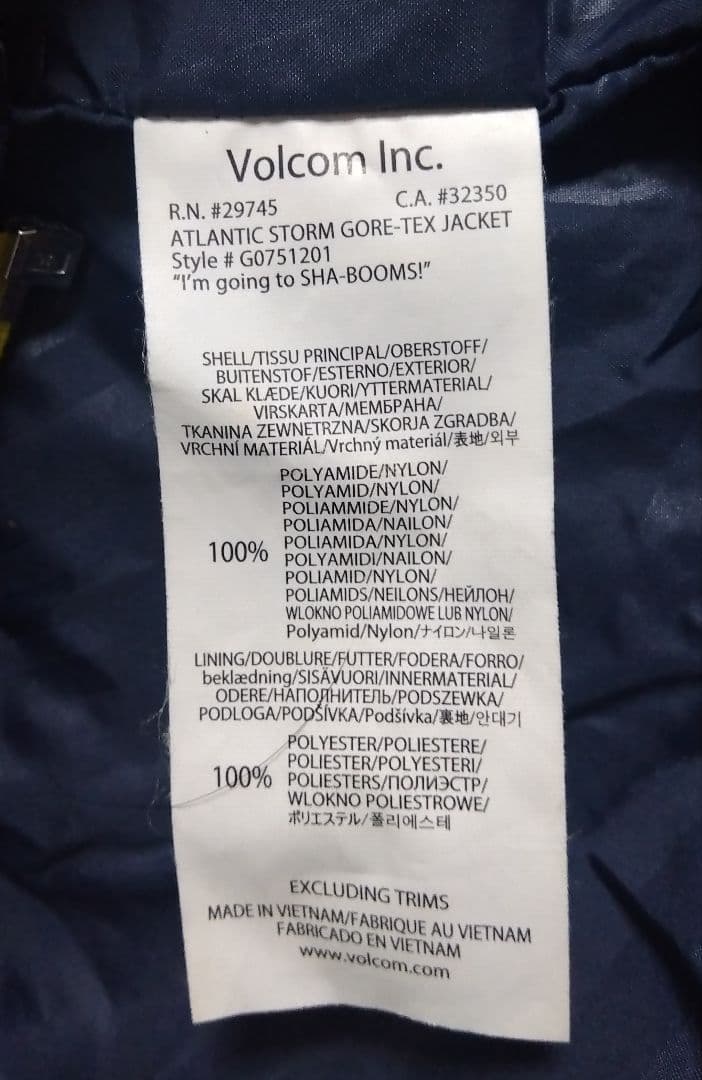 Volcom Inc.
R.N. #29745 C.A. #32350
ATLANTIC STORM GORE-TEX JACKET
Style # G0751201
“I’m going to SHA-BOOMS!”
SHELL/TISSU PRINCIPAL/OBERSTOFF/
BUITENSTOF/ESTERNO/EXTERIOR/
SKAL KLÆDE/KUORI/YTTERMATERIAL/
VIRSKARTA/МЕМБРАНА/
TKANINA ZEWNETRZNA/SKORJA ZGRADBA/
VRCHNÍ MATERIÁL/Vrchný materiál/表地/외부
POLYAMIDE/NYLON/
POLYAMID/NYLON/
POLIAMMIDE/NYLON/
POLIAMIDA/NAILON/
POLIAMIDA/NYLON/
100% POLYAMIDI/NAILON/
POLIAMID/NYLON/
POLIAMIDS/NEILONS/НЕЙЛОН/
WLOKNO POLIAMIDOWE LUB NYLON/
Polyamid/Nylon/ナイロン/나일론
LINING/DOUBLURE/FUTTER/FODERA/FORRO/
beklædning/SISÄVUORI/INNERMATERIAL/
ODERE/НАПОЛНИТЕЛЬ/PODSZEWKA/
PODLOGA/PODŠÍVKA/Podšívka/裏地/안대기
POLYESTER/POLIESTERE/
POLIESTER/POLYESTERI/
100% POLIESTERS/ПОЛИЭСТР/
WLOKNO POLIESTROWE/
ポリエステル/폴리에스테
EXCLUDING TRIMS
MADE IN VIETNAM/FABRIQUE AU VIETNAM
FABRICADO EN VIETNAM
www.volcom.com